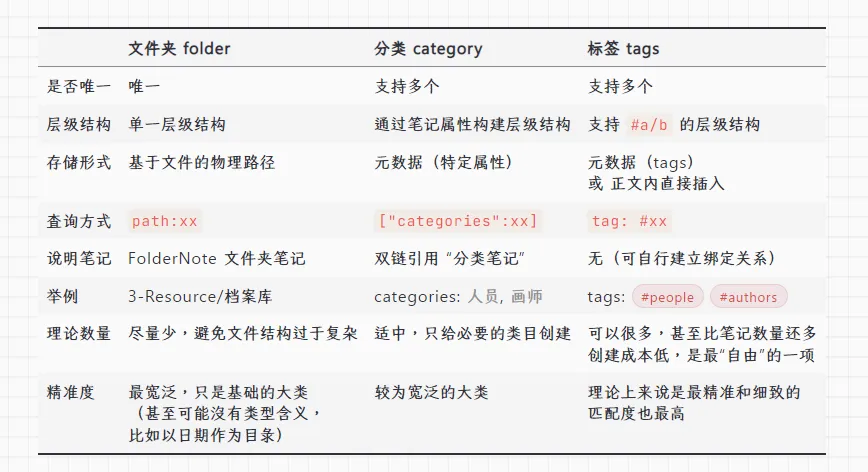 文件夹 folder 分类 category 标签 tags
是否唯一 唯一 支持多个 支持多个
层级结构 单一层级结构 通过笔记属性构建层级结构 支持 #a/b 的层级结构
存储形式 基于文件的物理路径 元数据（特定属性） 元数据（tags）
或 正文内直接插入
查询方式 path:xx ["categories":xx] tag: #xx
说明笔记 FolderNote 文件夹笔记 双链引用 “分类笔记” 无（可自行建立绑定关系）
举例 3-Resource/档案库 categories: 人员, 画师 tags: #people #authors
理论数量 尽量少，避免文件结构过于复杂 适中，只给必要的类目创建 可以很多，甚至比笔记数量还多
创建成本低，是最“自由”的一项
精准度 最宽泛，只是基础的大类 较为宽泛的大类 理论上来说是最精准和细致的
（甚至可能沒有类型含义， 匹配度也最高
比如以日期作为目录）